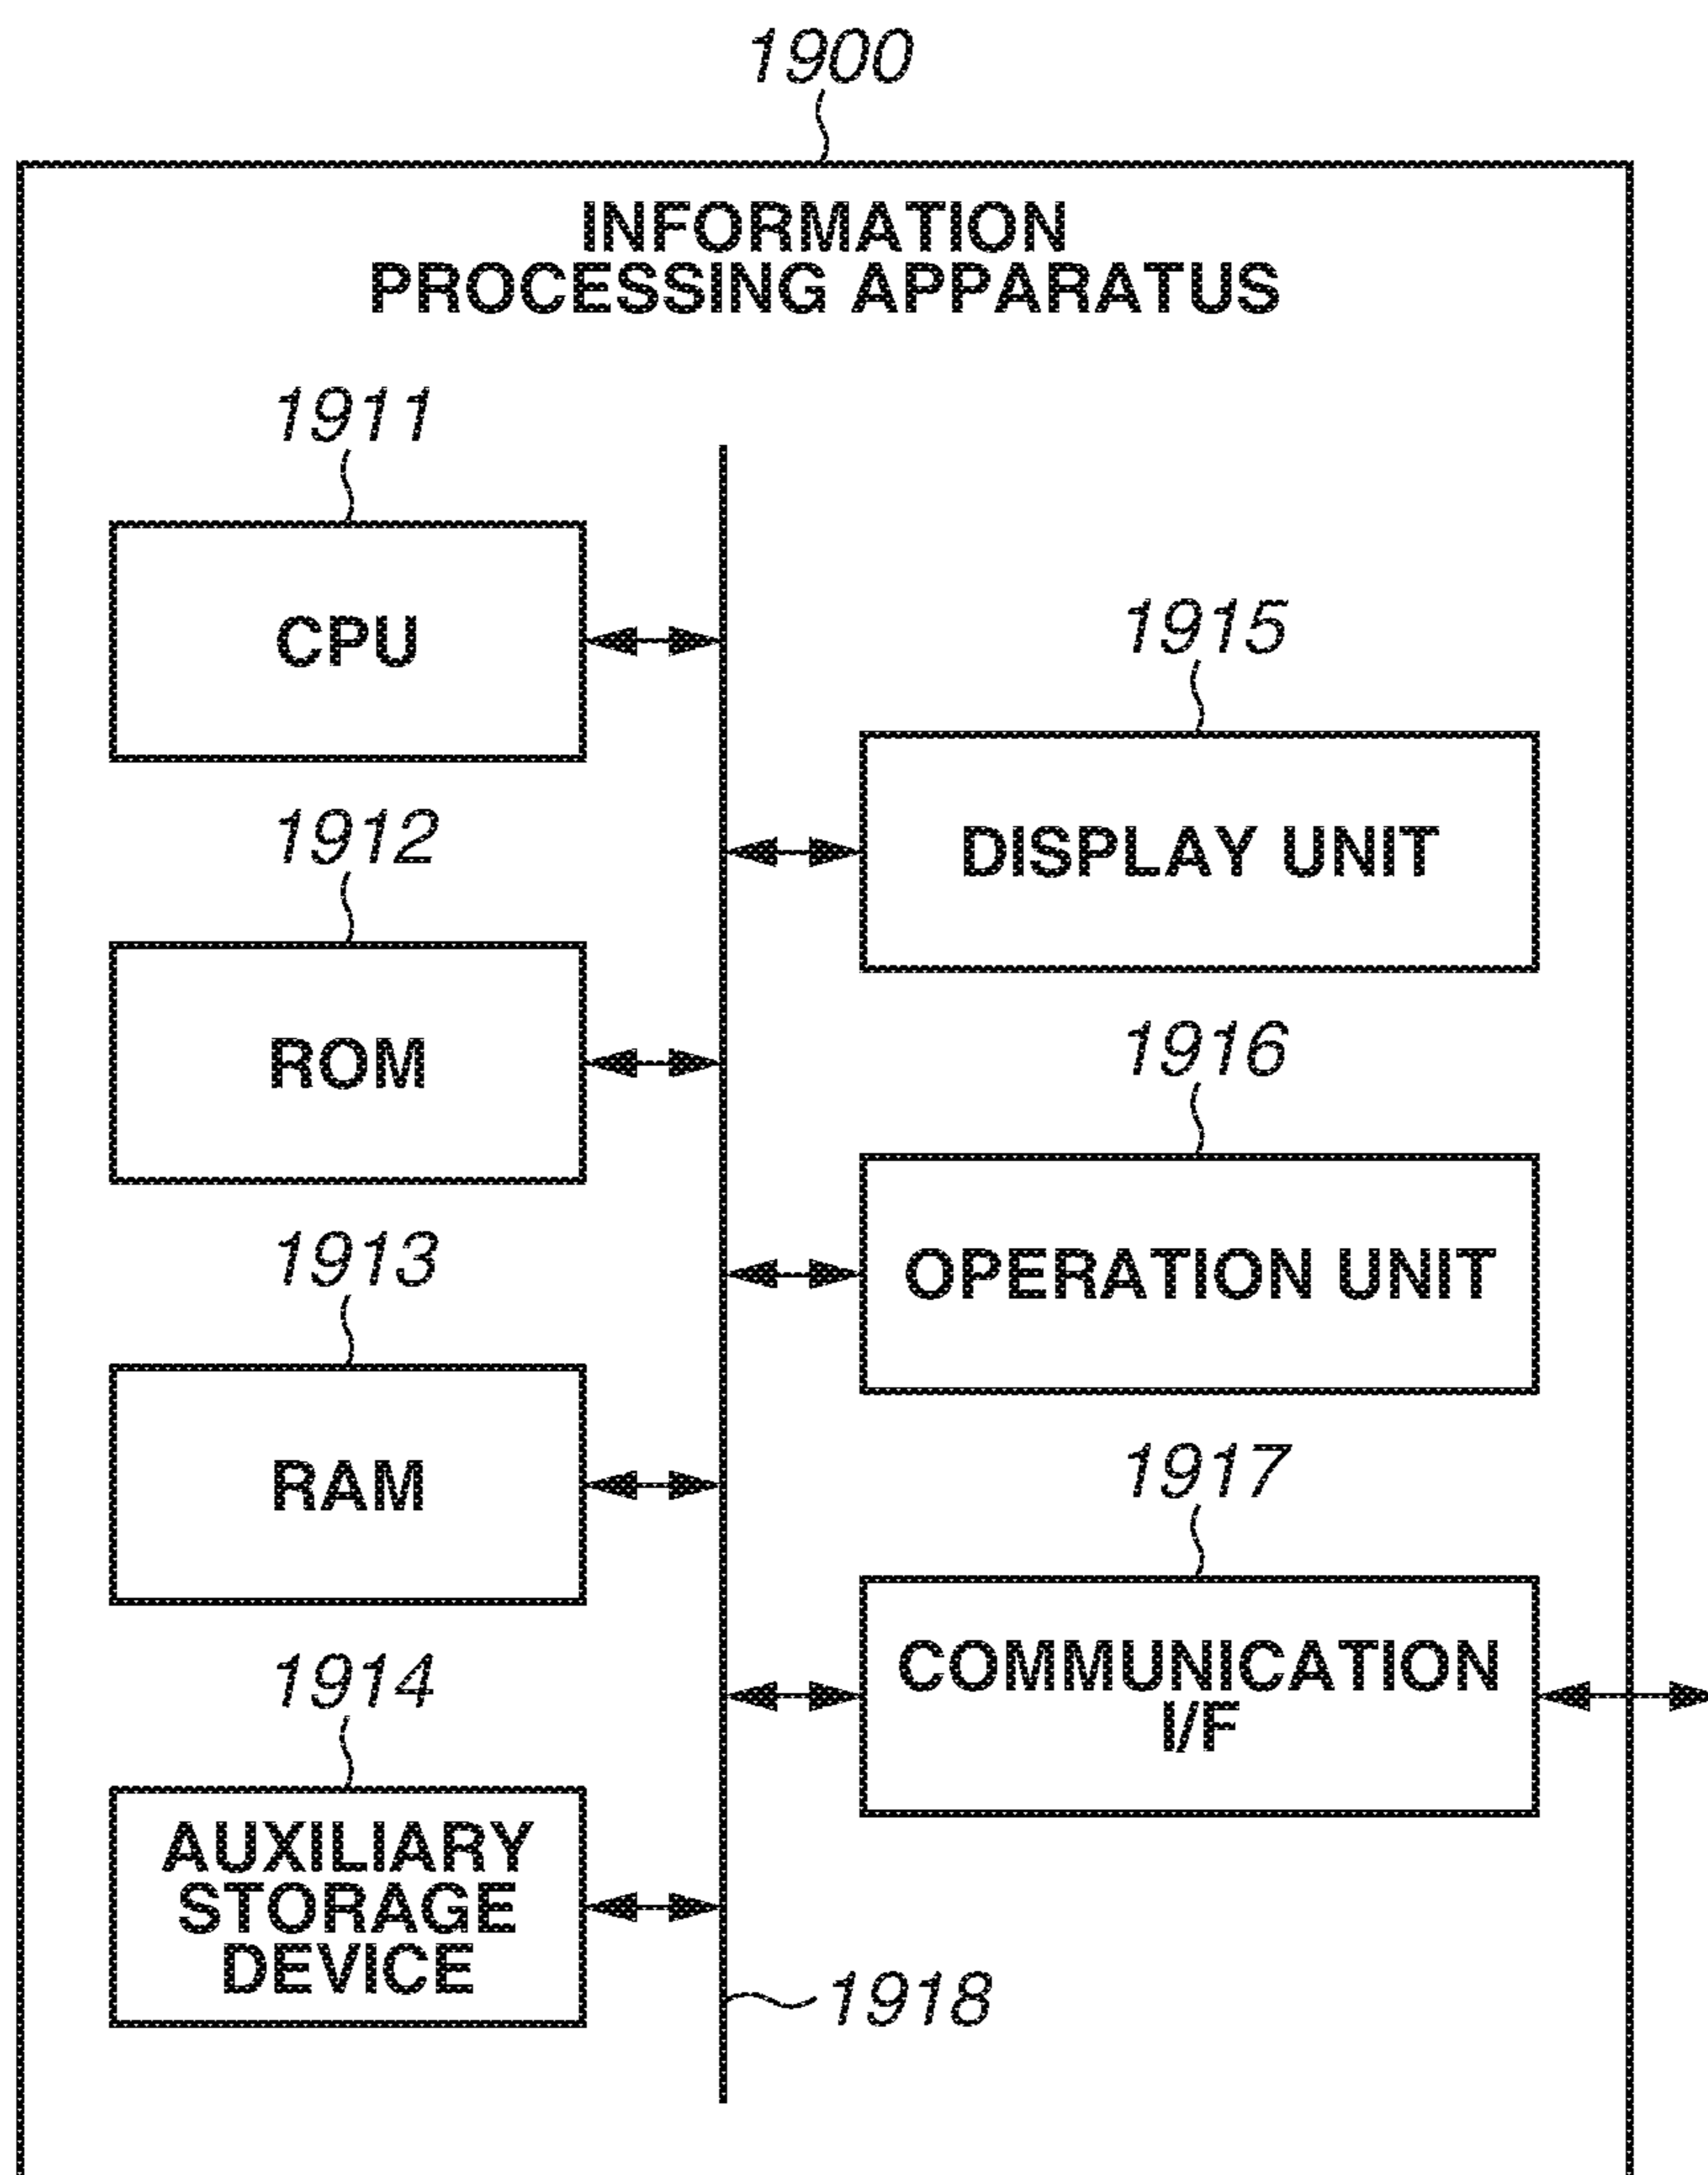 1900
INFORMATION
PROCESSING APPARATUS
1911
CPU
1915
DISPLAY UNIT
1912
ROM
1916
OPERATION UNIT
1913
RAM
1917
COMMUNICATION
I/F
1914
AUXILIARY
STORAGE
DEVICE
1918